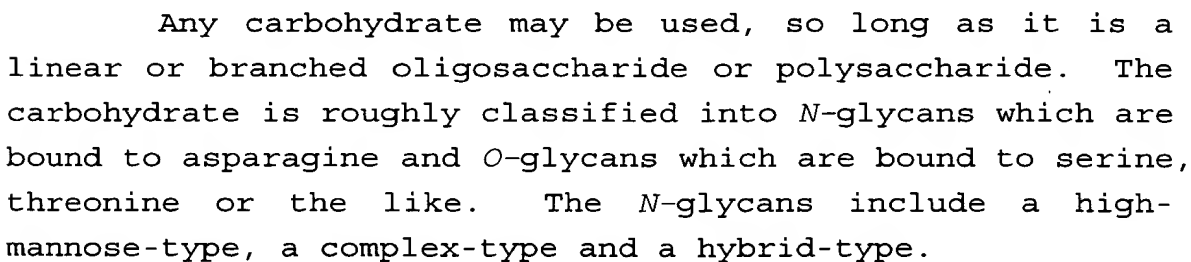 Any carbohydrate may be used, so long as it is a
linear or branched oligosaccharide or polysaccharide. The
carbohydrate is roughly classified into N-glycans which are
bound to asparagine and O-glycans which are bound to serine,
threonine or the like. The N-glycans include a high-
mannose-type, a complex-type and a hybrid-type.